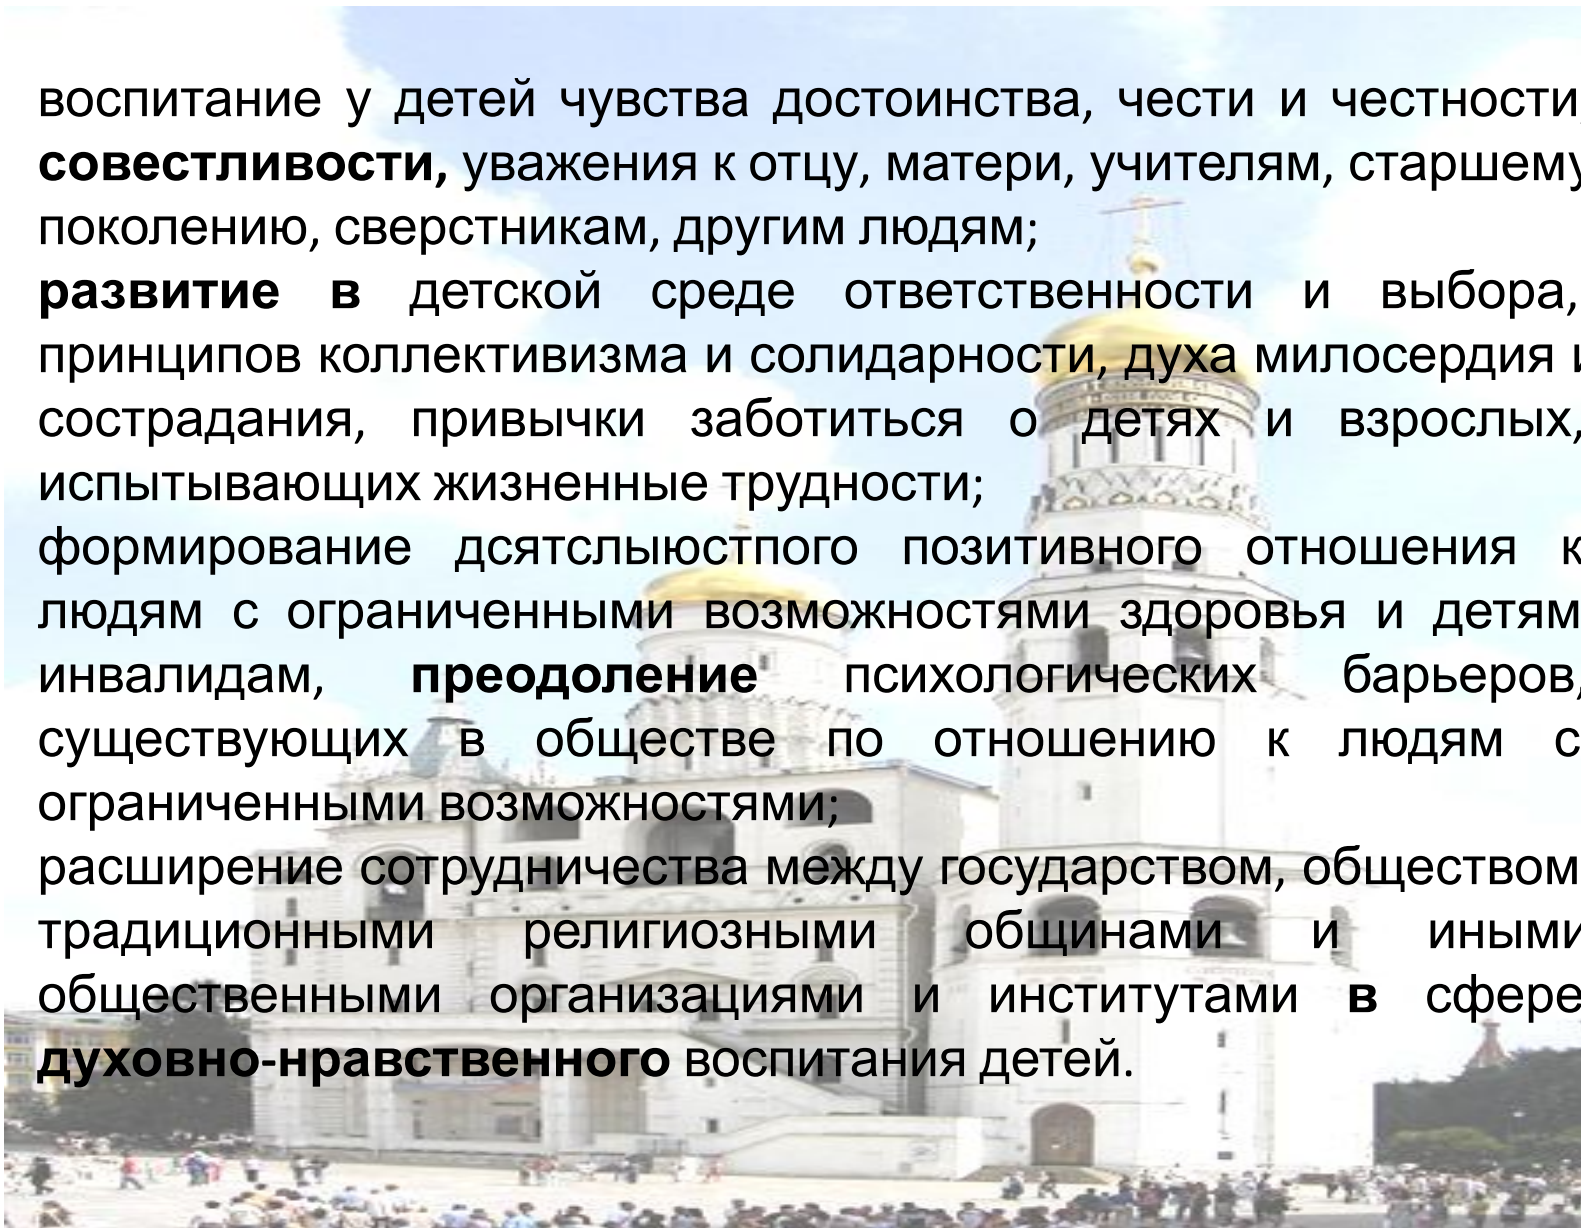 воспитание у детей чувства достоинства, чести и честности,
совестливости, уважения к отцу, матери, учителям, старшему
поколению, сверстникам, другим людям;
развитие в детской среде ответственности и выбора,
принципов коллективизма и солидарности, духа милосердия и
сострадания, привычки заботиться о детях и взрослых,
испытывающих жизненные трудности;
формирование дсятслыюстпого позитивного отношения к
людям с ограниченными возможностями здоровья и детям
инвалидам, преодоление психологических барьеров,
существующих в обществе по отношению к людям с
ограниченными возможностями;
расширение сотрудничества между государством, обществом
традиционными религиозными общинами и иными
общественными организациями и институтами в сфере
духовно-нравственного воспитания детей.